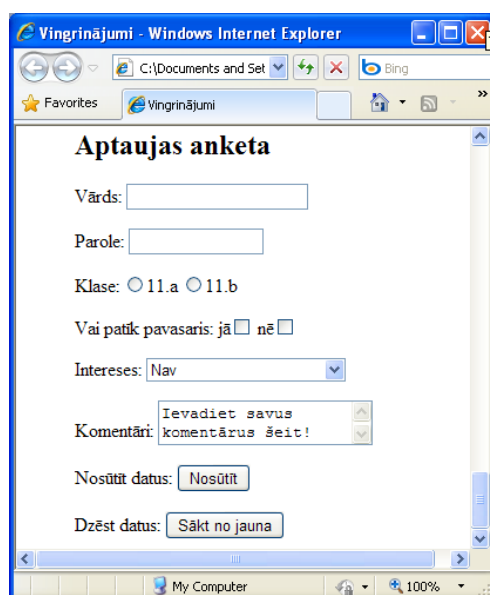 Vingrinājumi - Windows Internet Explorer
C:\Documents and Set
Bing
Favorites
Vingrinājumi
»
Aptaujas anketa
Vārds:
Parole:
Klase: 11.a 11.b
Vai patīk pavasaris: jā nē
Intereses: Nav
Komentāri: Ievadiet savus
komentārus šeit!
Nosūtīt datus: Nosūtīt
Dzēst datus: Sākt no jauna
My Computer
100%